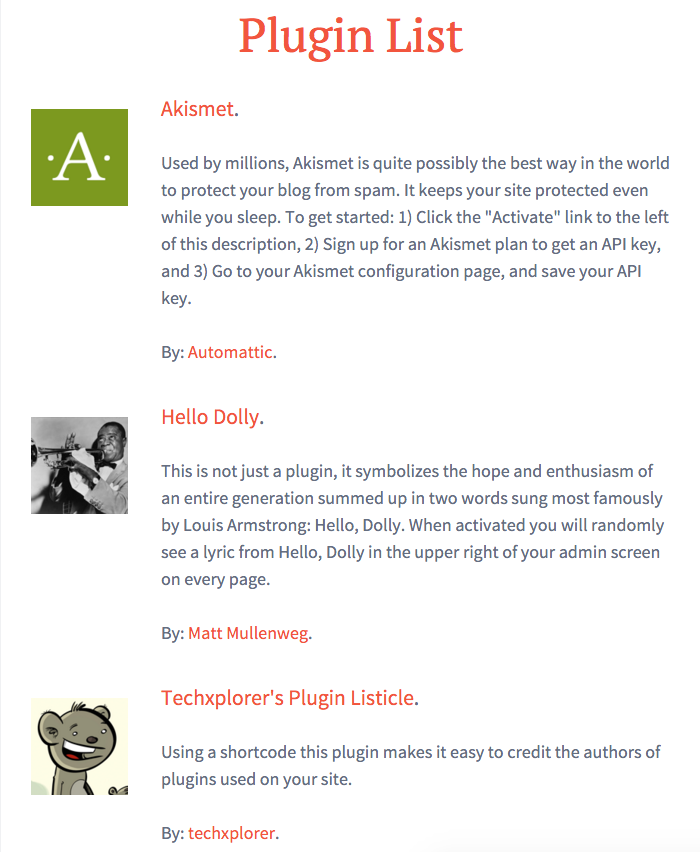 Plugin List
Akismet.
·A·
Used by millions, Akismet is quite possibly the best way in the world
to protect your blog from spam. It keeps your site protected even
while you sleep. To get started: 1) Click the "Activate" link to the left
of this description, 2) Sign up for an Akismet plan to get an API key,
and 3) Go to your Akismet configuration page, and save your API
key.
By: Automattic.
Hello Dolly.
This is not just a plugin, it symbolizes the hope and enthusiasm of
an entire generation summed up in two words sung most famously
by Louis Armstrong: Hello, Dolly. When activated you will randomly
see a lyric from Hello, Dolly in the upper right of your admin screen
on every page.
By: Matt Mullenweg.
Techxplorer's Plugin Listicle.
Using a shortcode this plugin makes it easy to credit the authors of
plugins used on your site.
By: techxplorer.